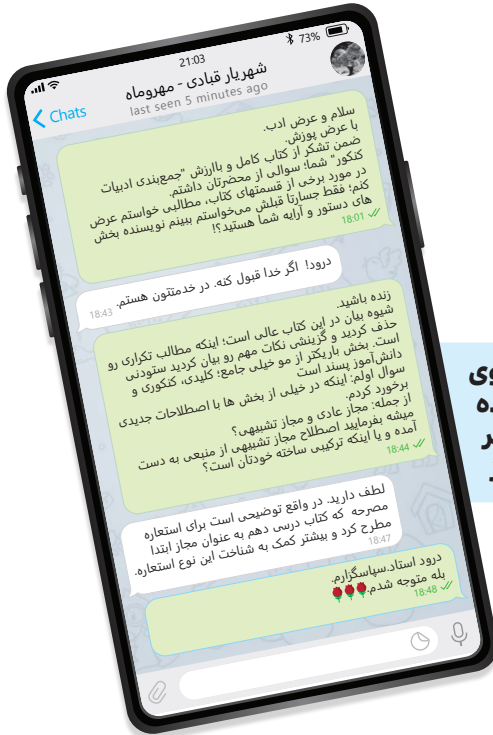 21:03
73%
Chats
شهریار قبادی - مهروماه
last seen 5 minutes ago
سلام و عرض ادب.
با عرض پوزش.
ضمن تشکر از کتاب کامل و باارزش "جمع‌بندی ادبیات
کنکور" شما؛ سوالی از محضرتان داشتم.
در مورد برخی از قسمتهای کتاب، مطالبی خواستم عرض
کنم؛ فقط جسارتا قبلش می‌خواستم ببینم نویسنده بخش
های دستور و آرایه شما هستید؟!
18:01
درود! اگر خدا قبول کنه. در خدمتتون هستم.
18:43
زنده باشید.
شیوه بیان در این کتاب عالی است؛ اینکه مطالب تکراری رو
حذف کردید و گزینشی نکات مهم رو بیان کردید ستودنی
است. بخش باریکتر از مو خیلی جامع؛ کلیدی، کنکوری و
دانش‌آموز پسند است
سوال اولم: اینکه در خیلی از بخش ها با اصطلاحات جدیدی
برخورد کردم.
از جمله: مجاز عادی و مجاز تشبیهی؟
میشه بفرمایید اصطلاح مجاز تشبیهی از منبعی به دست
آمده و یا اینکه ترکیبی ساخته خودتان است؟
18:44
لطف دارید. در واقع توضیحی است برای استعاره
مصرحه که کتاب درسی دهم به عنوان مجاز ابتدا
مطرح کرد و بیشتر کمک به شناخت این نوع استعاره.
18:47
درود استاد.سپاسگزارم.
بله متوجه شدم.🌹🌹🌹
18:48